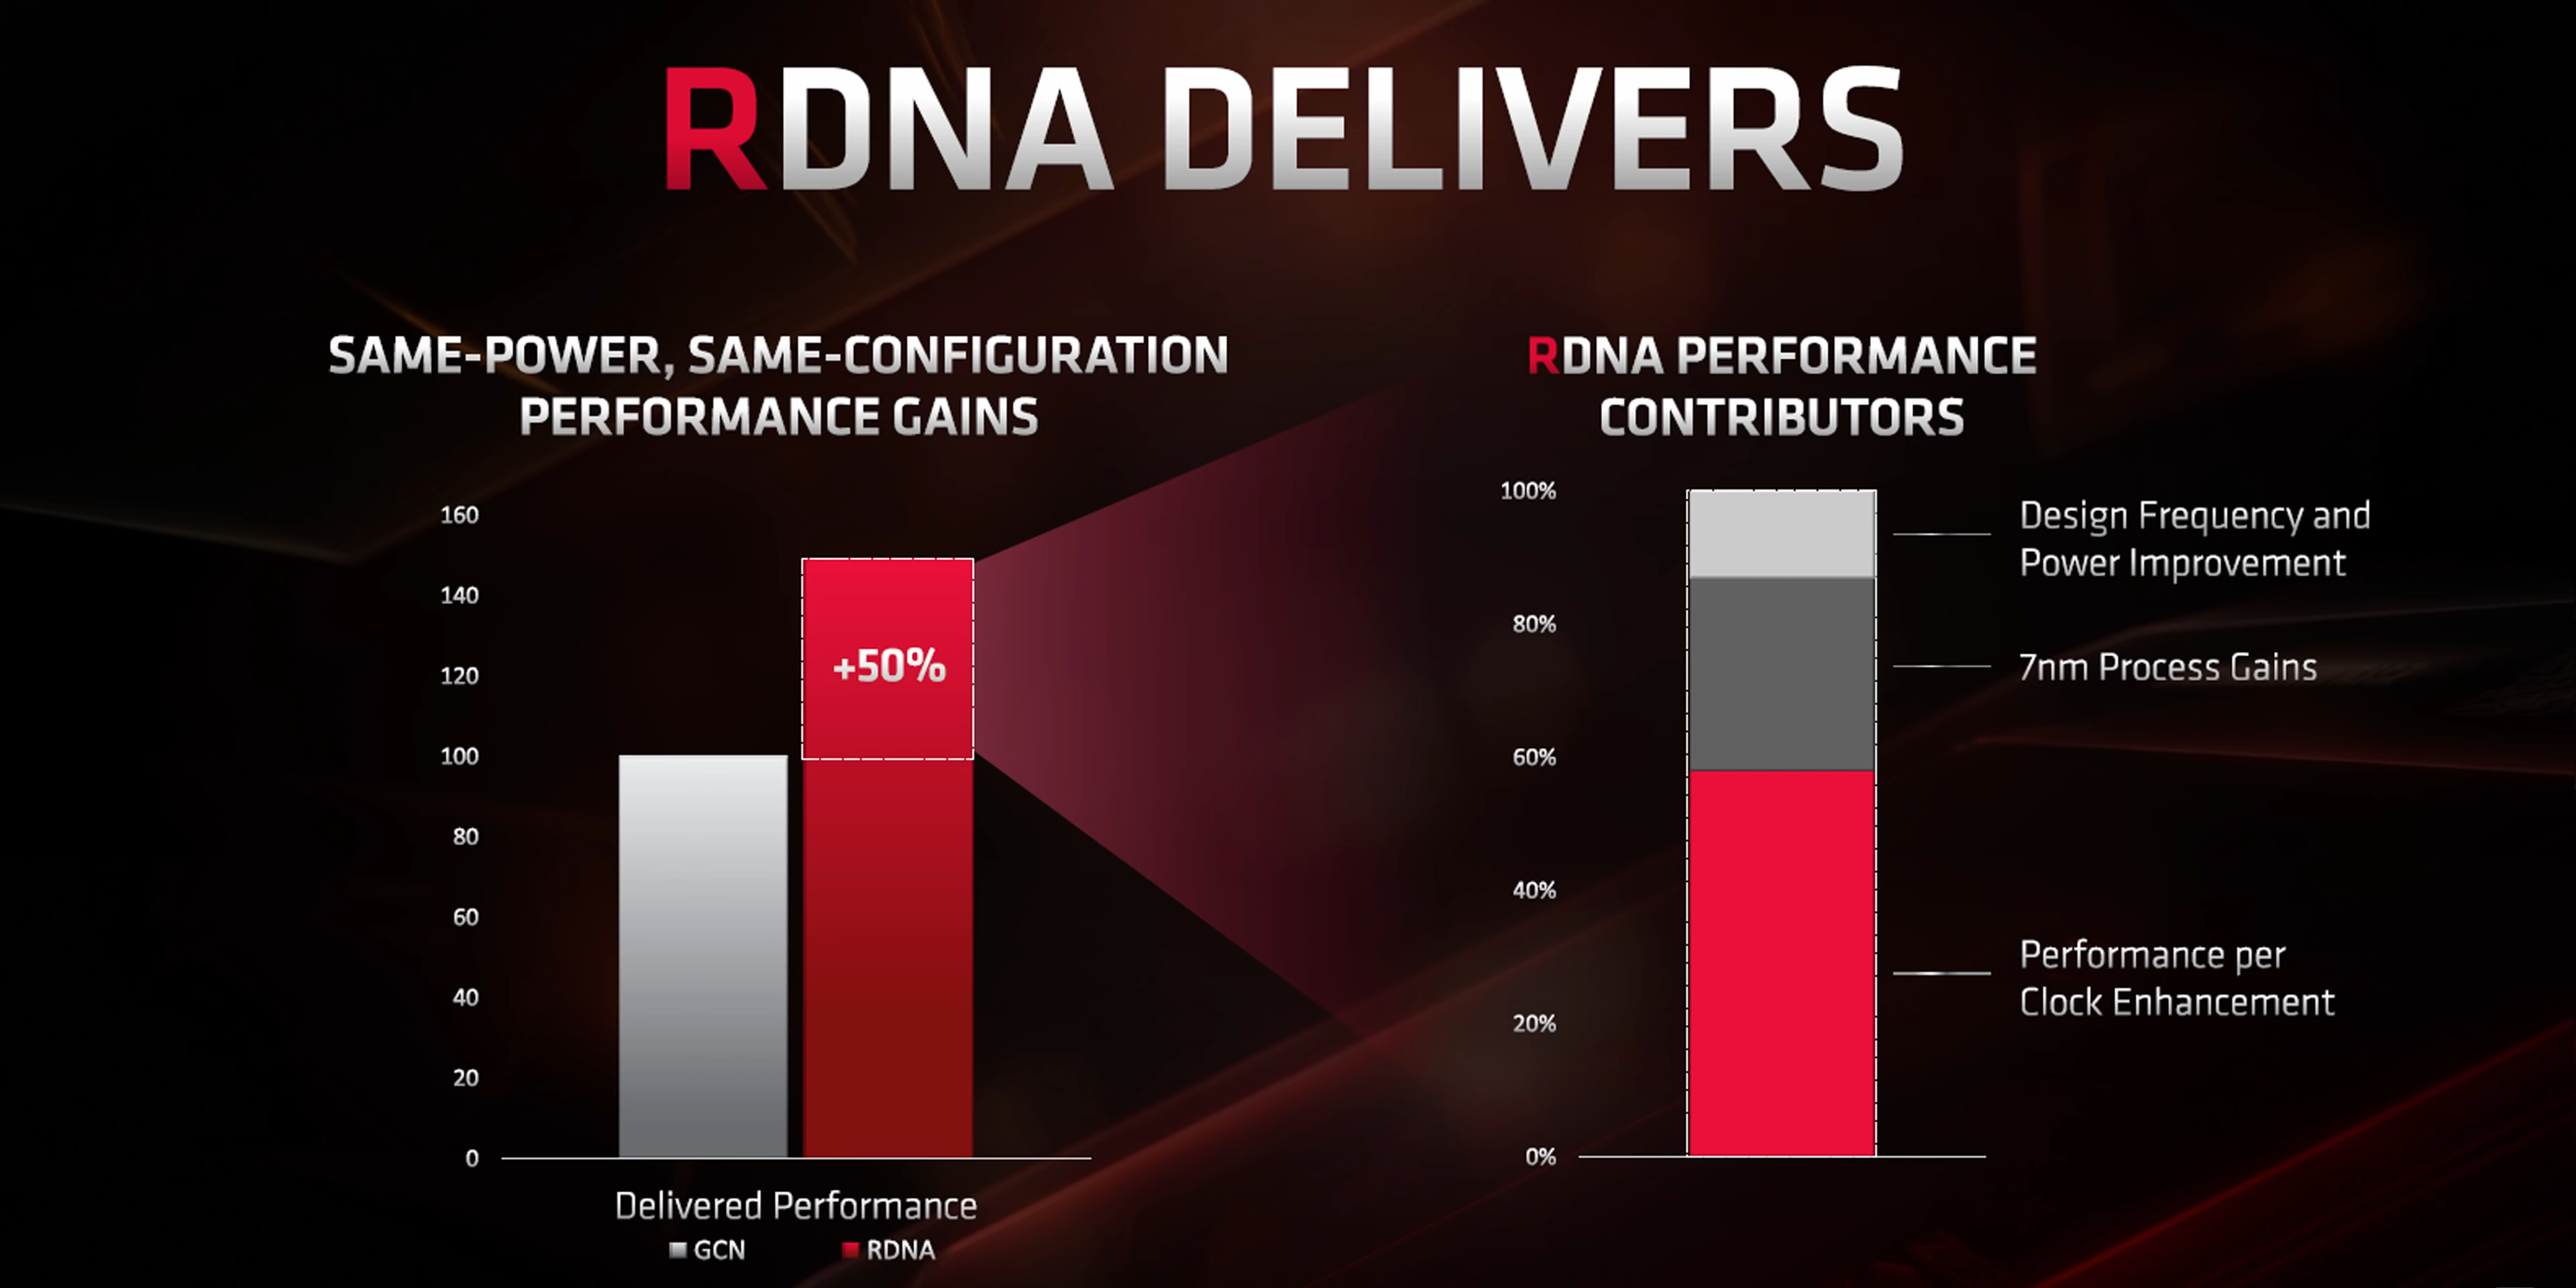 RDNA DELIVERS
SAME-POWER, SAME-CONFIGURATION
PERFORMANCE GAINS
160
140
120
100
80
60
40
20
0
+50%
Delivered Performance
GCN
RDNA
RDNA PERFORMANCE
CONTRIBUTORS
100%
80%
60%
40%
20%
0%
Design Frequency and
Power Improvement
7nm Process Gains
Performance per
Clock Enhancement